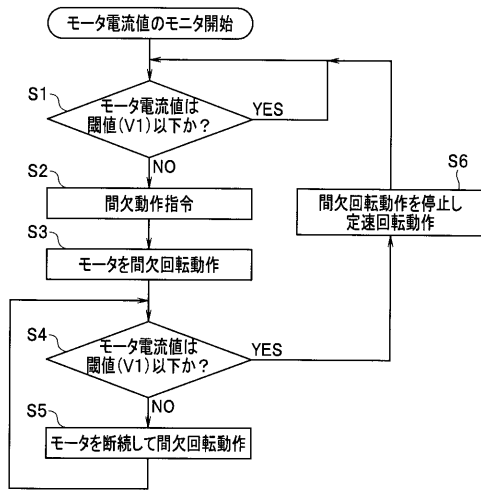 モータ電流値のモニタ開始
S1
モータ電流値は
閾値(V1)以下か?
YES
NO
S2
間欠動作指令
S3
モータを間欠回転動作
S4
モータ電流値は
閾値(V1)以下か?
YES
NO
S5
モータを断続して間欠回転動作
S6
間欠回転動作を停止し
定速回転動作